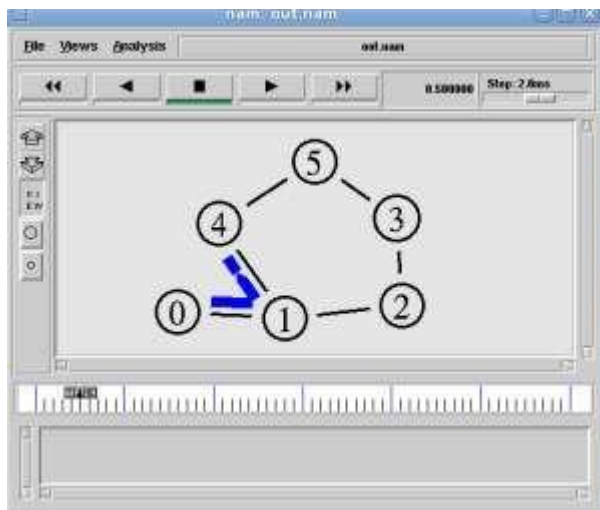 nam: out.nam
File Views Analysis out.nam
0.500000 Step: 2.0ms
5
4 3
0 1 2